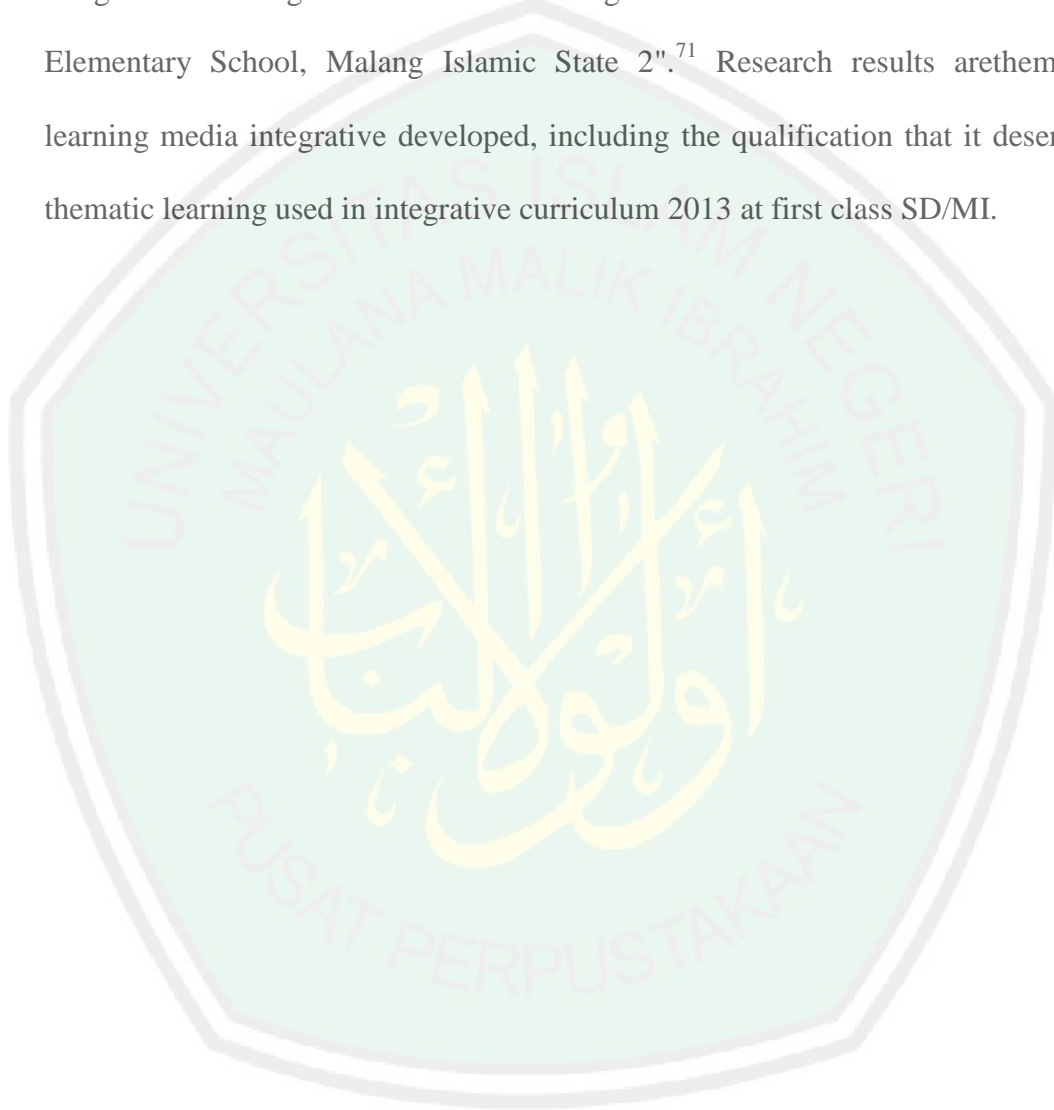 Elementary School, Malang Islamic State 2".71 Research results arethem
learning media integrative developed, including the qualification that it deser
thematic learning used in integrative curriculum 2013 at first class SD/MI.
UNIVERSITAS ISLAM NEGERI
MAULANA MALIK IBRAHIM
أولوا الألباب
PUSAT PERPUSTAKAAN